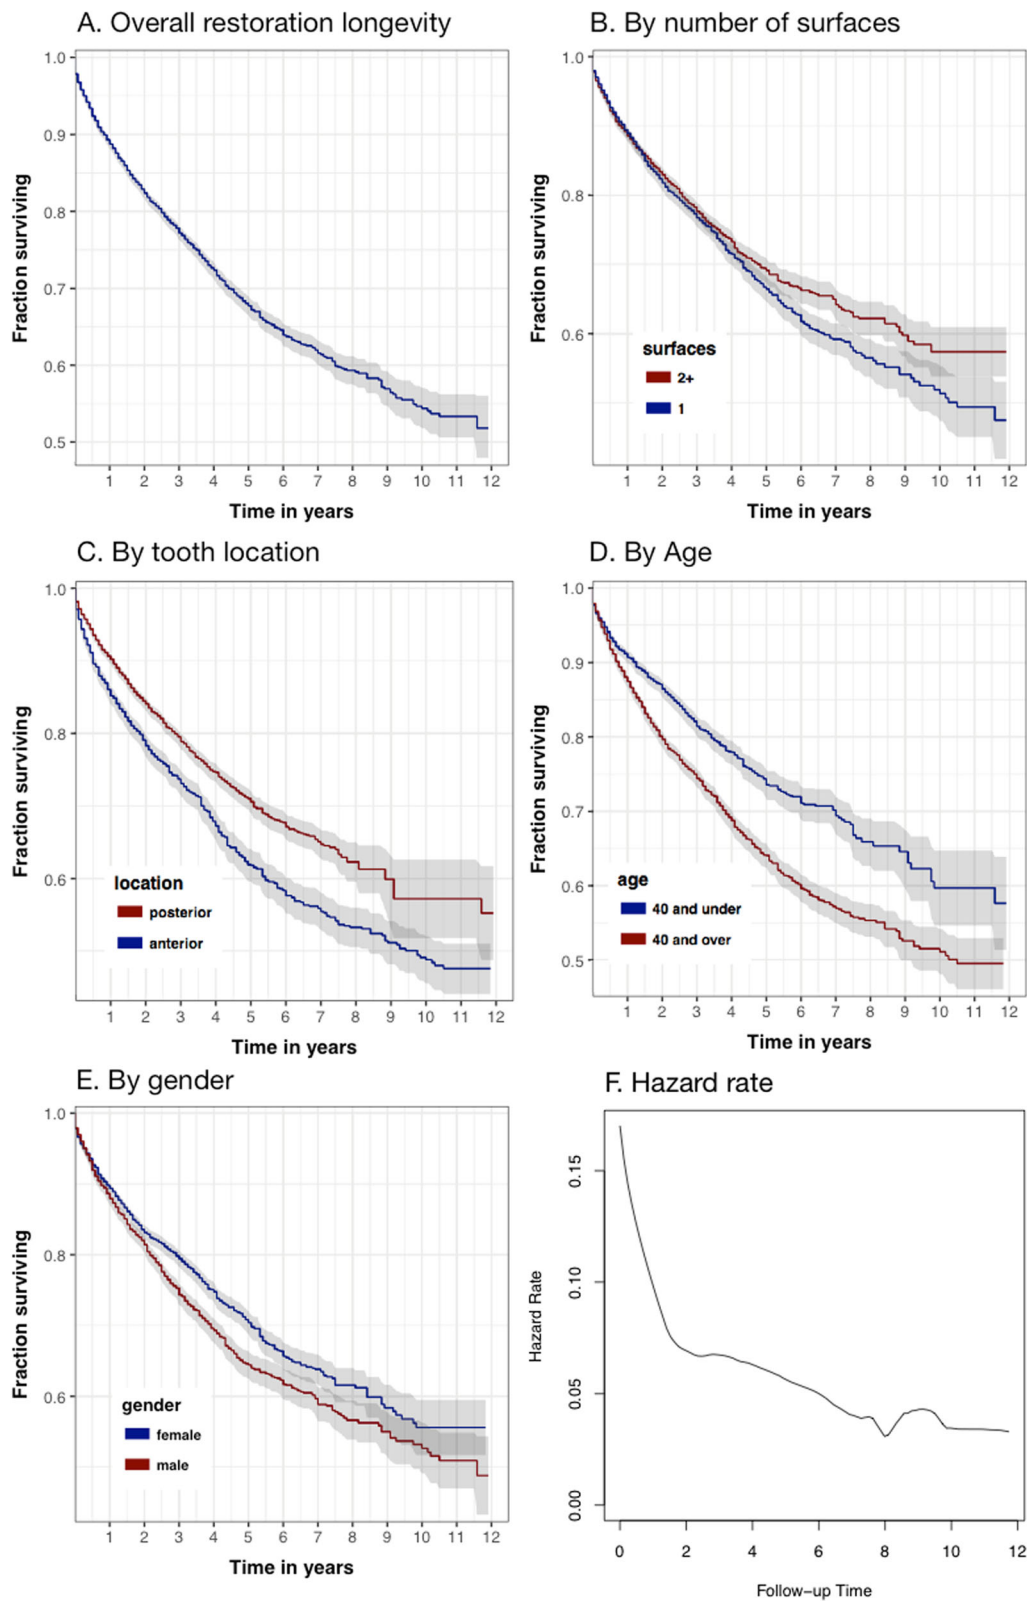 A. Overall restoration longevity
1.0
0.9
0.8
0.7
0.6
0.5
Fraction surviving
1 2 3 4 5 6 7 8 9 10 11 12
Time in years
B. By number of surfaces
1.0
0.8
0.6
Fraction surviving
surfaces
2+
1
1 2 3 4 5 6 7 8 9 10 11 12
Time in years
C. By tooth location
1.0
0.8
0.6
Fraction surviving
location
posterior
anterior
1 2 3 4 5 6 7 8 9 10 11 12
Time in years
D. By Age
1.0
0.9
0.8
0.7
0.6
0.5
Fraction surviving
age
40 and under
40 and over
1 2 3 4 5 6 7 8 9 10 11 12
Time in years
E. By gender
1.0
0.8
0.6
Fraction surviving
gender
female
male
1 2 3 4 5 6 7 8 9 10 11 12
Time in years
F. Hazard rate
0.15
0.10
0.05
0.00
Hazard Rate
0 2 4 6 8 10 12
Follow-up Time